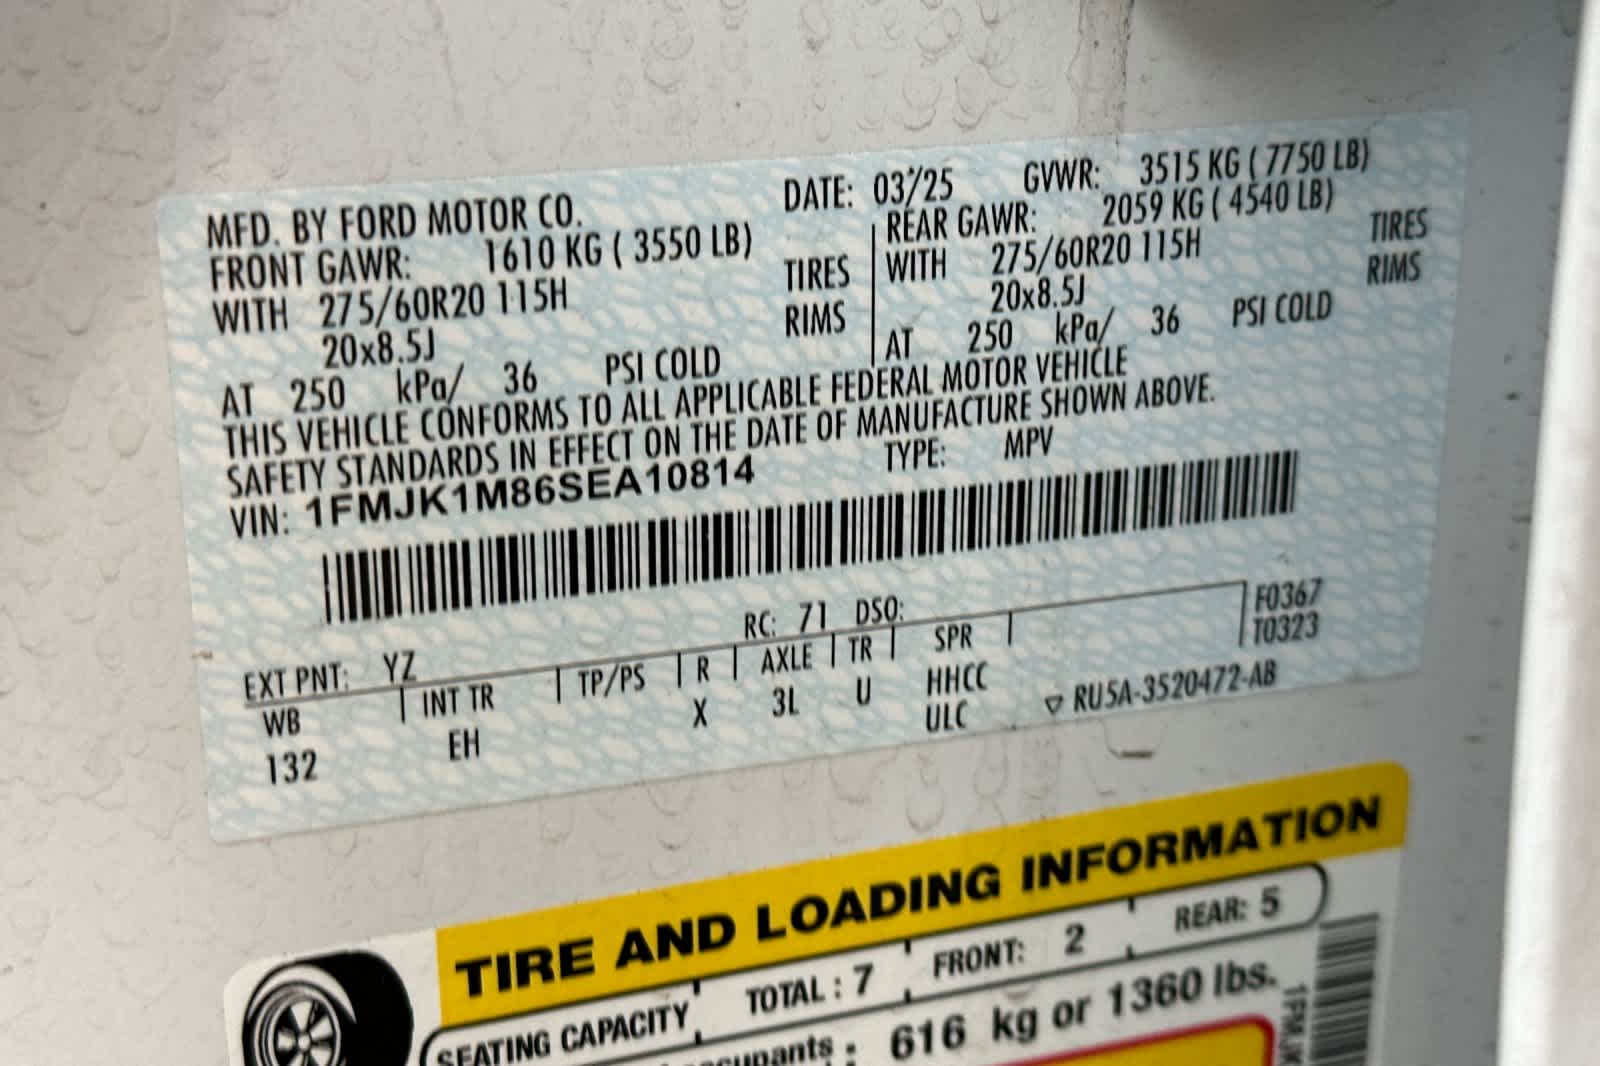 MFD. BY FORD MOTOR CO.
DATE: 03/25 GVWR: 3515 KG ( 7750 LB)
FRONT GAWR: 1610 KG ( 3550 LB)
WITH 275/60R20 115H TIRES
20x8.5J RIMS
AT 250 kPa/ 36 PSI COLD
REAR GAWR: 2059 KG ( 4540 LB)
WITH 275/60R20 115H TIRES
20x8.5J RIMS
AT 250 kPa/ 36 PSI COLD
THIS VEHICLE CONFORMS TO ALL APPLICABLE FEDERAL MOTOR VEHICLE
SAFETY STANDARDS IN EFFECT ON THE DATE OF MANUFACTURE SHOWN ABOVE.
VIN: 1FMJK1M86SEA10814 TYPE: MPV
EXT PNT: YZ RC: 71 DSO: F0367
T0323
WB INT TR TP/PS R AXLE TR SPR
132 EH X 3L U HHCC
ULC
RU5A-3520472-AB
TIRE AND LOADING INFORMATION
SEATING CAPACITY TOTAL : 7 FRONT: 2 REAR: 5
616 kg or 1360 lbs.